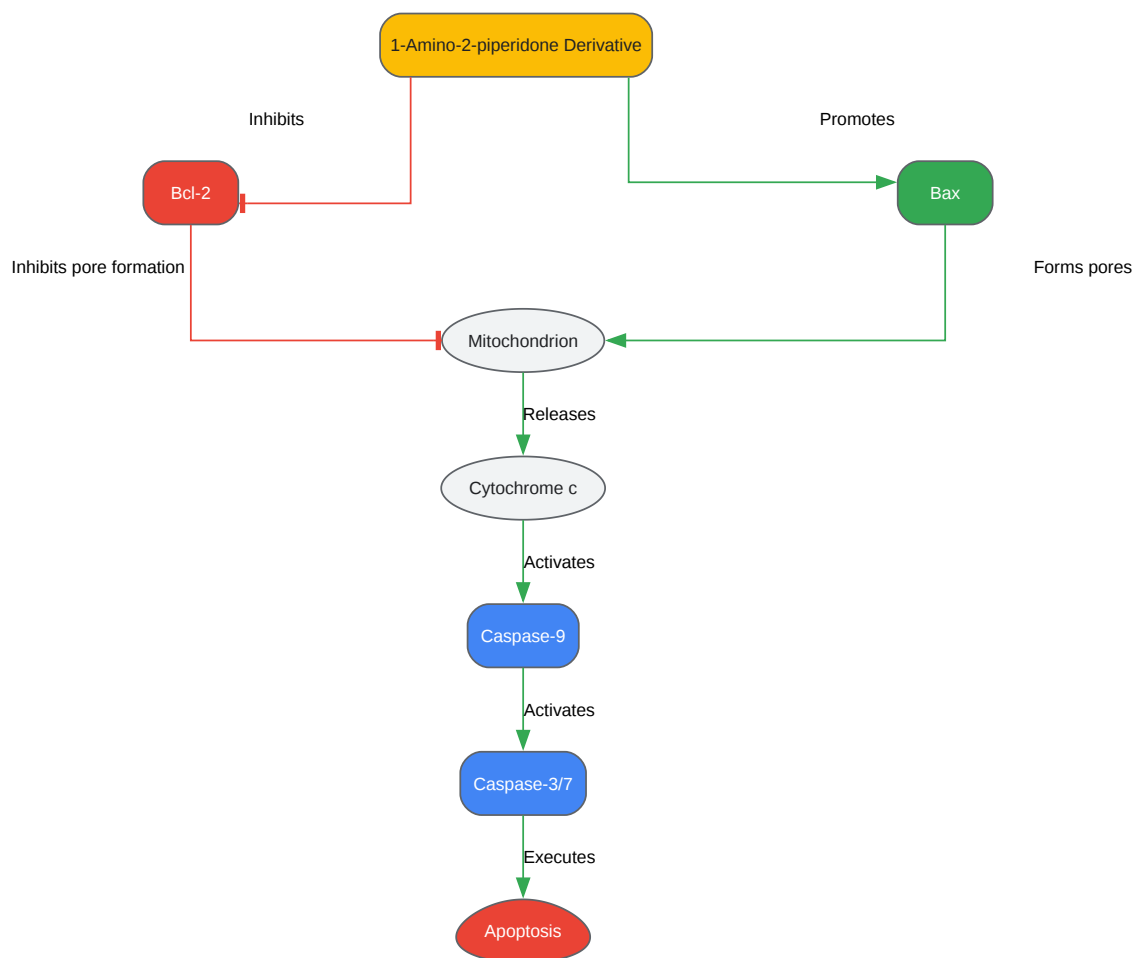 1-Amino-2-piperidone Derivative
Inhibits
Promotes
Bcl-2
Bax
Inhibits pore formation
Forms pores
Mitochondrion
Releases
Cytochrome c
Activates
Caspase-9
Activates
Caspase-3/7
Executes
Apoptosis